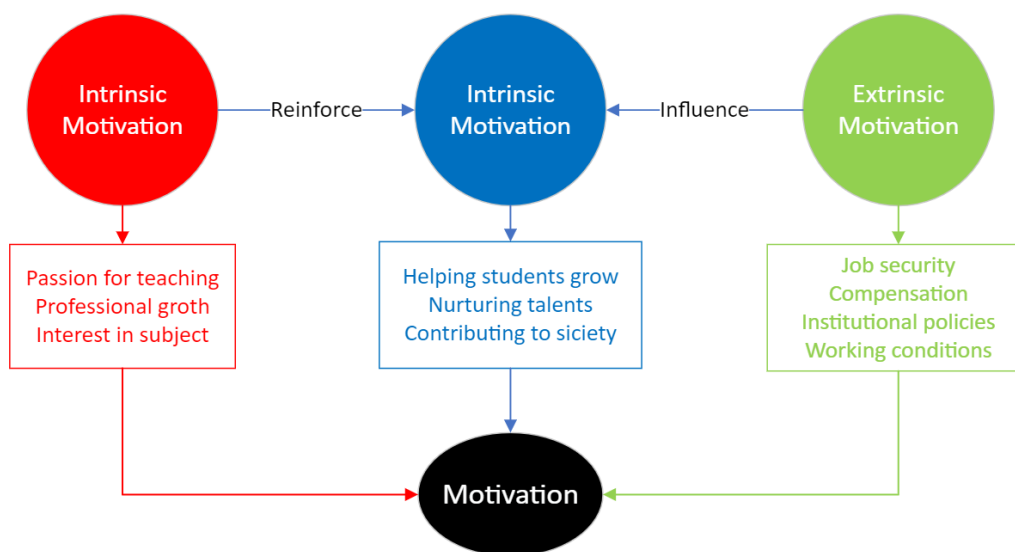 Intrinsic
Motivation
Reinforce
Intrinsic
Motivation
Influence
Extrinsic
Motivation
Passion for teaching
Professional groth
Interest in subject
Helping students grow
Nurturing talents
Contributing to siciety
Job security
Compensation
Institutional policies
Working conditions
Motivation